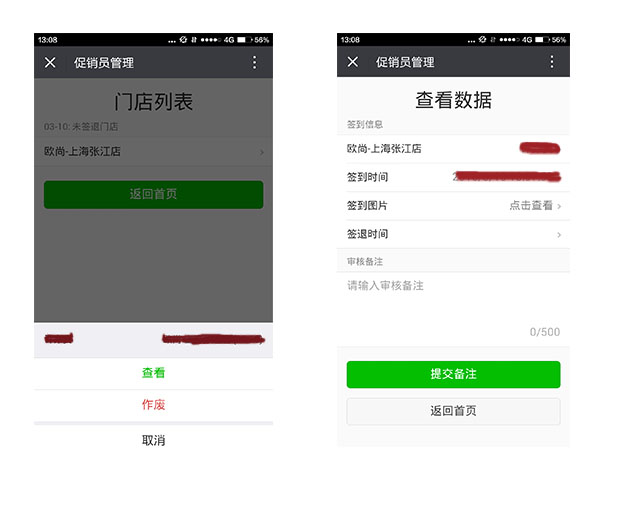 13:08 ... 4G 56%
促销员管理
门店列表
03-10: 未签退门店
欧尚-上海张江店
返回首页
查看
作废
取消
13:08 ... 4G 56%
促销员管理
查看数据
签到信息
欧尚-上海张江店
签到时间
签到图片 点击查看
签退时间
审核备注
请输入审核备注
0/500
提交备注
返回首页